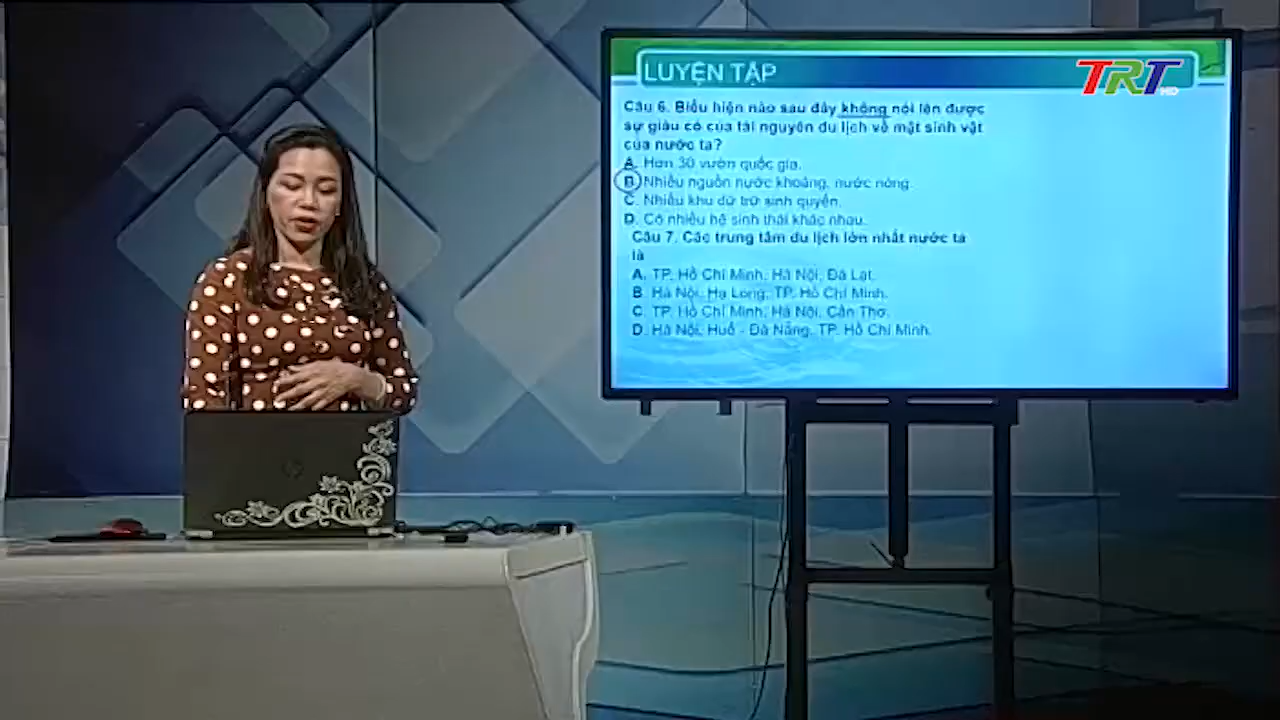 LUYỆN TẬP
TRT HD
Câu 6. Biểu hiện nào sau đây không nói lên được
sự giàu có của tài nguyên du lịch về mặt sinh vật
của nước ta?
A. Hơn 30 vườn quốc gia.
B. Nhiều nguồn nước khoáng, nước nóng.
C. Nhiều khu dữ trữ sinh quyển.
D. Có nhiều hệ sinh thái khác nhau.
Câu 7. Các trung tâm du lịch lớn nhất nước ta
là
A. TP. Hồ Chí Minh, Hà Nội, Đà Lạt.
B. Hà Nội, Hạ Long, TP. Hồ Chí Minh.
C. TP. Hồ Chí Minh, Hà Nội, Cần Thơ.
D. Hà Nội, Huế - Đà Nẵng, TP. Hồ Chí Minh.